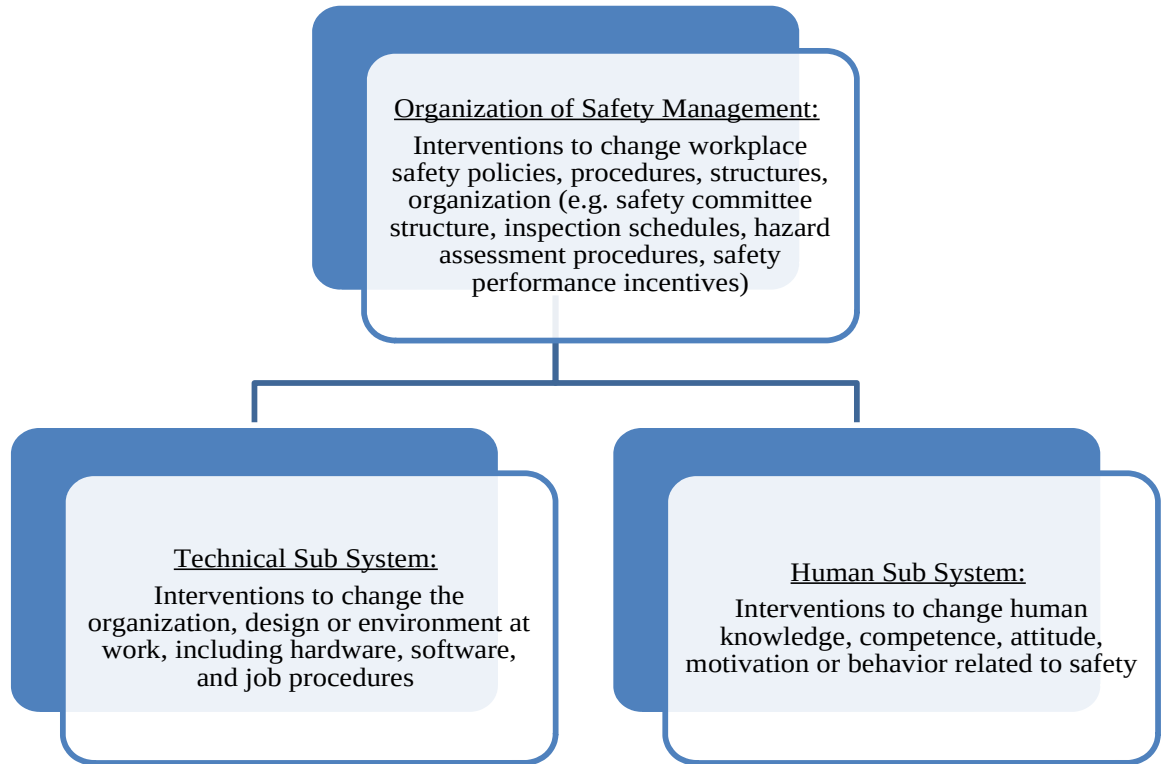 Organization of Safety Management:
Interventions to change workplace
safety policies, procedures, structures,
organization (e.g. safety committee
structure, inspection schedules, hazard
assessment procedures, safety
performance incentives)
Technical Sub System:
Interventions to change the
organization, design or environment at
work, including hardware, software,
and job procedures
Human Sub System:
Interventions to change human
knowledge, competence, attitude,
motivation or behavior related to safety